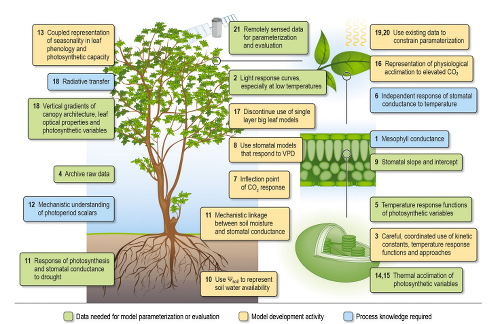 13 Coupled representation
of seasonality in leaf
phenology and
photosynthetic capacity
18 Radiative transfer
18 Vertical gradients of
canopy architecture, leaf
optical properties and
photosynthetic variables
4 Archive raw data
12 Mechanistic understanding
of photoperiod scalars
11 Response of photosynthesis
and stomatal conductance
to drought
21 Remotely sensed data
for parameterization
and evaluation
2 Light response curves,
especially at low temperatures
17 Discontinue use of single
layer big leaf models
8 Use stomatal models
that respond to VPD
7 Inflection point
of CO₂ response
11 Mechanistic linkage
between soil moisture
and stomatal conductance
10 Use Ψsoil to represent
soil water availability
19,20 Use existing data to
constrain paramaterization
16 Representation of physiological
acclimation to elevated CO₂
6 Independent response of stomatal
conductance to temperature
1 Mesophyll conductance
9 Stomatal slope and intercept
5 Temperature response functions
of photosynthetic variables
3 Careful, coordinated use of kinetic
constants, temperature response
functions and approaches
14,15 Thermal acclimation of
photosynthetic variables
Data needed for model parameterization or evaluation
Model development activity
Process knowledge required